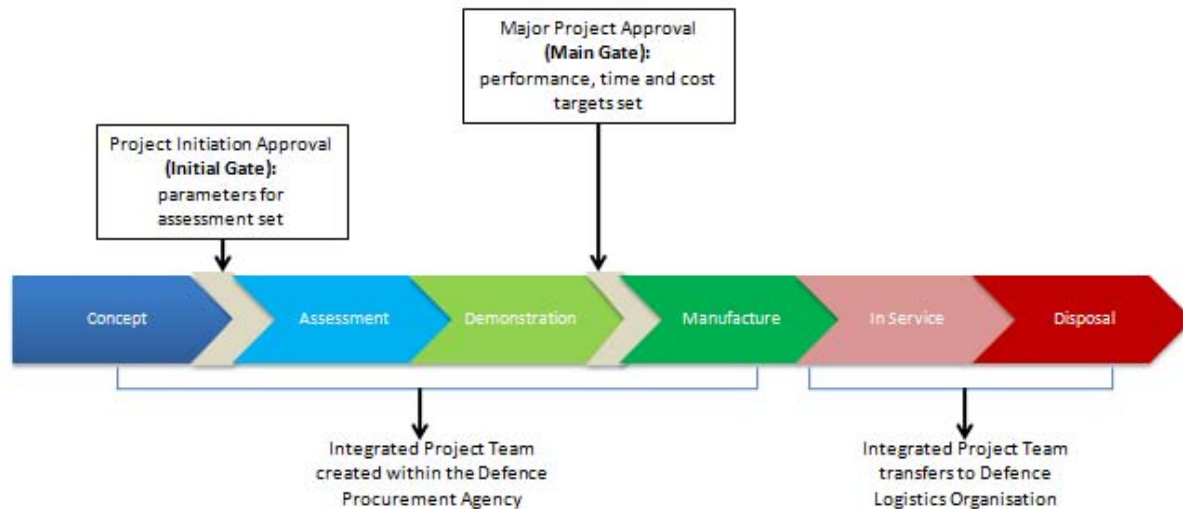 Major Project Approval
(Main Gate):
performance, time and cost
targets set
Project Initiation Approval
(Initial Gate):
parameters for
assessment set
Concept
Assessment
Demonstration
Manufacture
In Service
Disposal
Integrated Project Team
created within the Defence
Procurement Agency
Integrated Project Team
transfers to Defence
Logistics Organisation